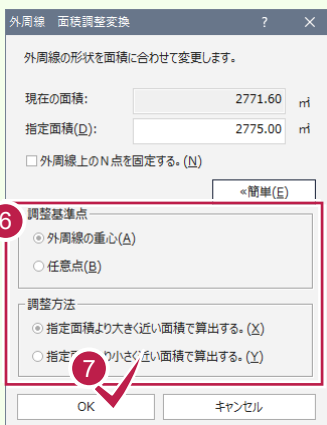 外周線　面積調整変換 ? ×
外周線の形状を面積に合わせて変更します。
現在の面積: 2771.60 ㎡
指定面積(D): 2775.00 ㎡
外周線上のN点を固定する。(N)
«簡単(E)
6
調整基準点
外周線の重心(A)
任意点(B)
調整方法
指定面積より大きく近い面積で算出する。(X)
指定 り小さく近い面積で算出する。(Y)
7
OK キャンセル